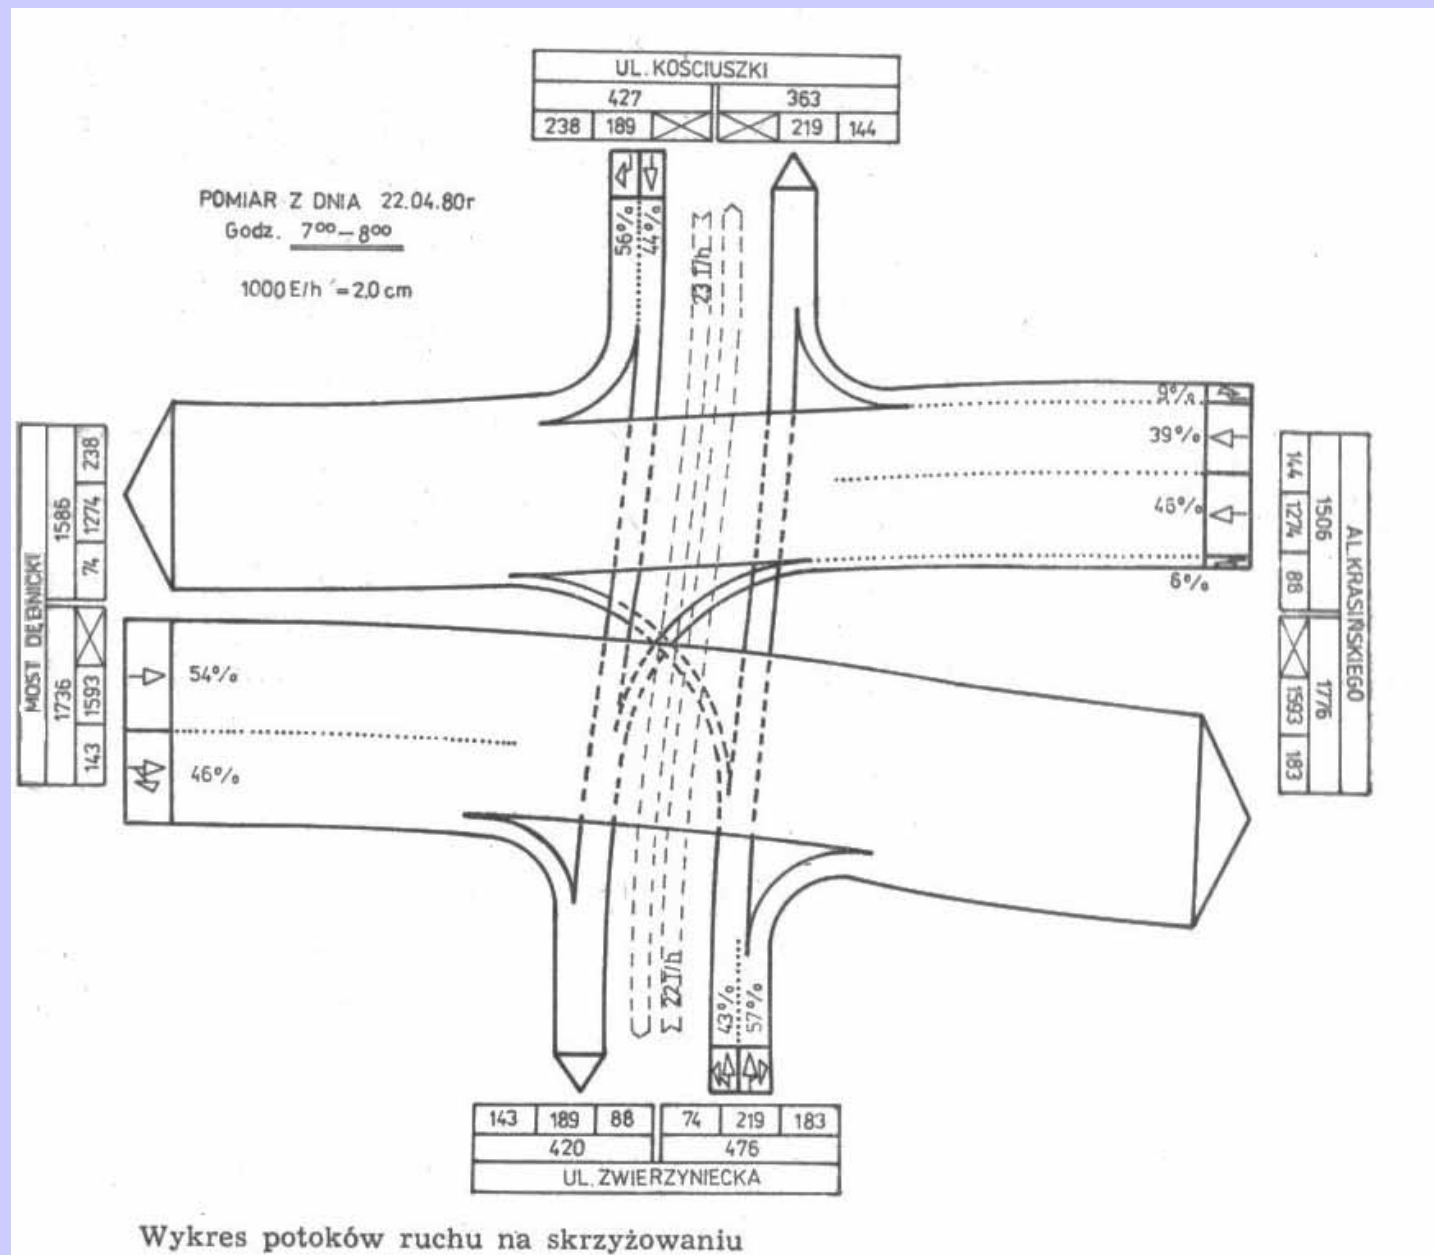 UL. KOŚCIUSZKI
427 363
238 189 219 144
POMIAR Z DNIA 22.04.80r
Godz. 7⁰⁰–8⁰⁰
1000 E/h = 2,0 cm
56% 44%
Σ 23 T/h
9%
39%
46%
6%
MOST DĘBNICKI
1586
74 1274 238
1736
143 1593
54%
46%
AL. KRASIŃSKIEGO
1506
144 1274 88
1776
1593 183
Σ 22 T/h
43% 57%
143 189 88 74 219 183
420 476
UL. ZWIERZYNIECKA
Wykres potoków ruchu na skrzyżowaniu